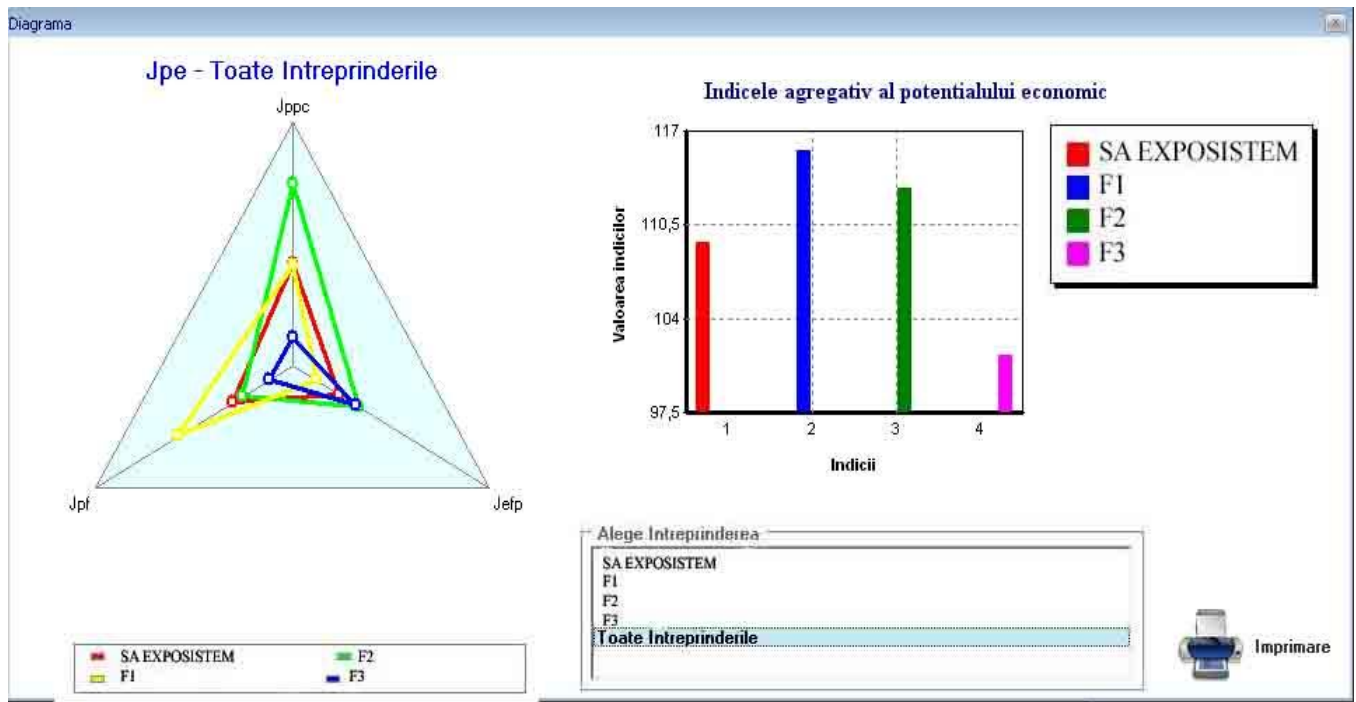 Diagrama
Jpe - Toate Intreprinderile
Jppc
Jpf
Jefp
SA EXPOSISTEM
F2
F1
F3
Indicele agregativ al potentialului economic
Valoarea indicilor
117
110,5
104
97,5
1 2 3 4
Indicii
SA EXPOSISTEM
F1
F2
F3
Alege Intreprinderea
SA EXPOSISTEM
F1
F2
F3
Toate Intreprinderile
Imprimare